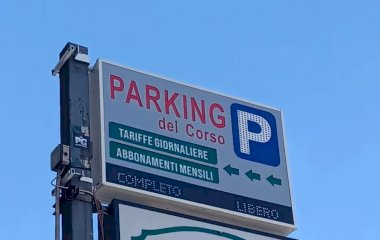 PARKING
del Corso
P
TARIFFE GIORNALIERE
ABBONAMENTI MENSILI
COMPLETO
LIBERO